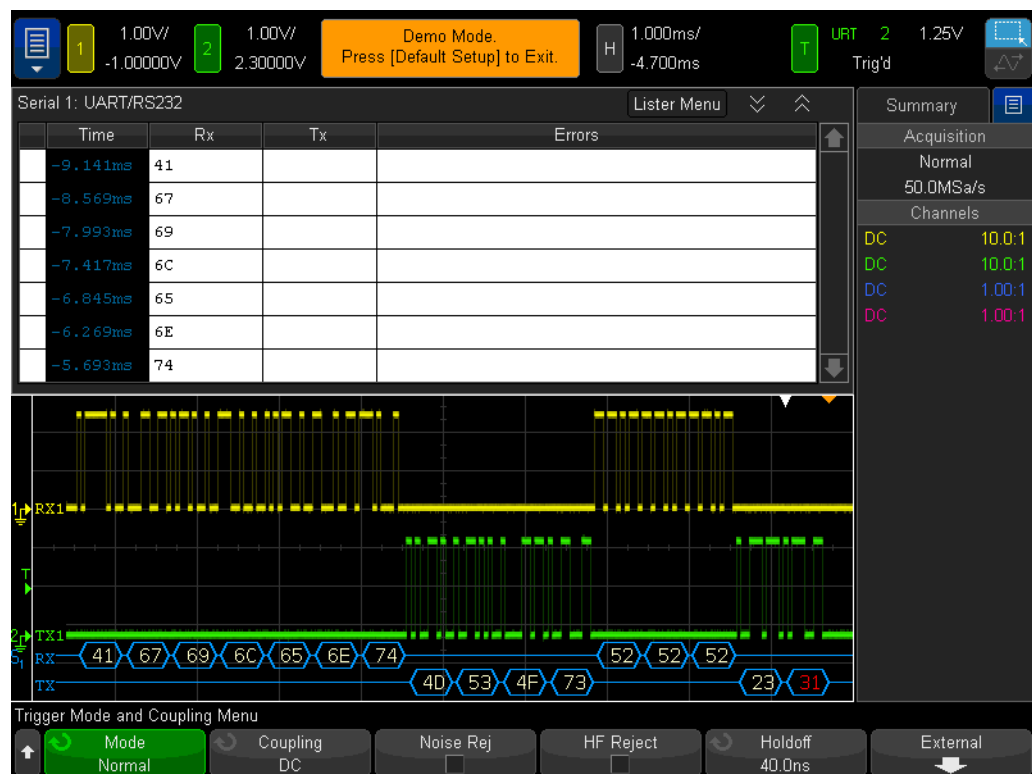 1 1.00V/ 2 1.00V/ Demo Mode. H 1.000ms/ T URT 2 1.25V
-1.00000V 2.30000V Press [Default Setup] to Exit. -4.700ms Trig'd
Serial 1: UART/RS232 Lister Menu Summary
Time Rx Tx Errors
-9.141ms 41
-8.569ms 67
-7.993ms 69
-7.417ms 6C
-6.845ms 65
-6.269ms 6E
-5.693ms 74
Acquisition
Normal
50.0MSa/s
Channels
DC 10.0:1
DC 10.0:1
DC 1.00:1
DC 1.00:1
1 RX1
T
2 TX1
S1 RX 41 67 69 6C 65 6E 74 52 52 52
TX 4D 53 4F 73 23 31
Trigger Mode and Coupling Menu
Mode Coupling Noise Rej HF Reject Holdoff External
Normal DC 40.0ns